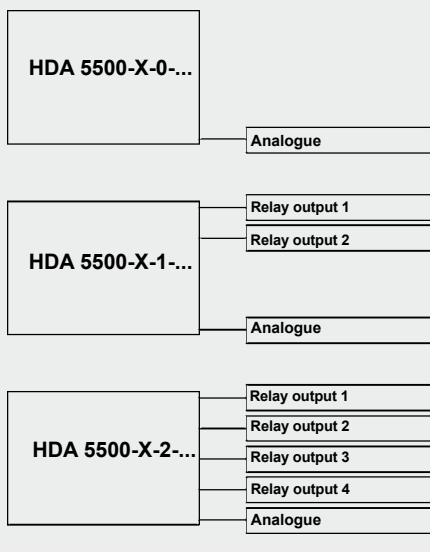 HDA 5500-X-0-...
Analogue
Relay output 1
Relay output 2
HDA 5500-X-1-...
Analogue
Relay output 1
Relay output 2
HDA 5500-X-2-...
Relay output 3
Relay output 4
Analogue